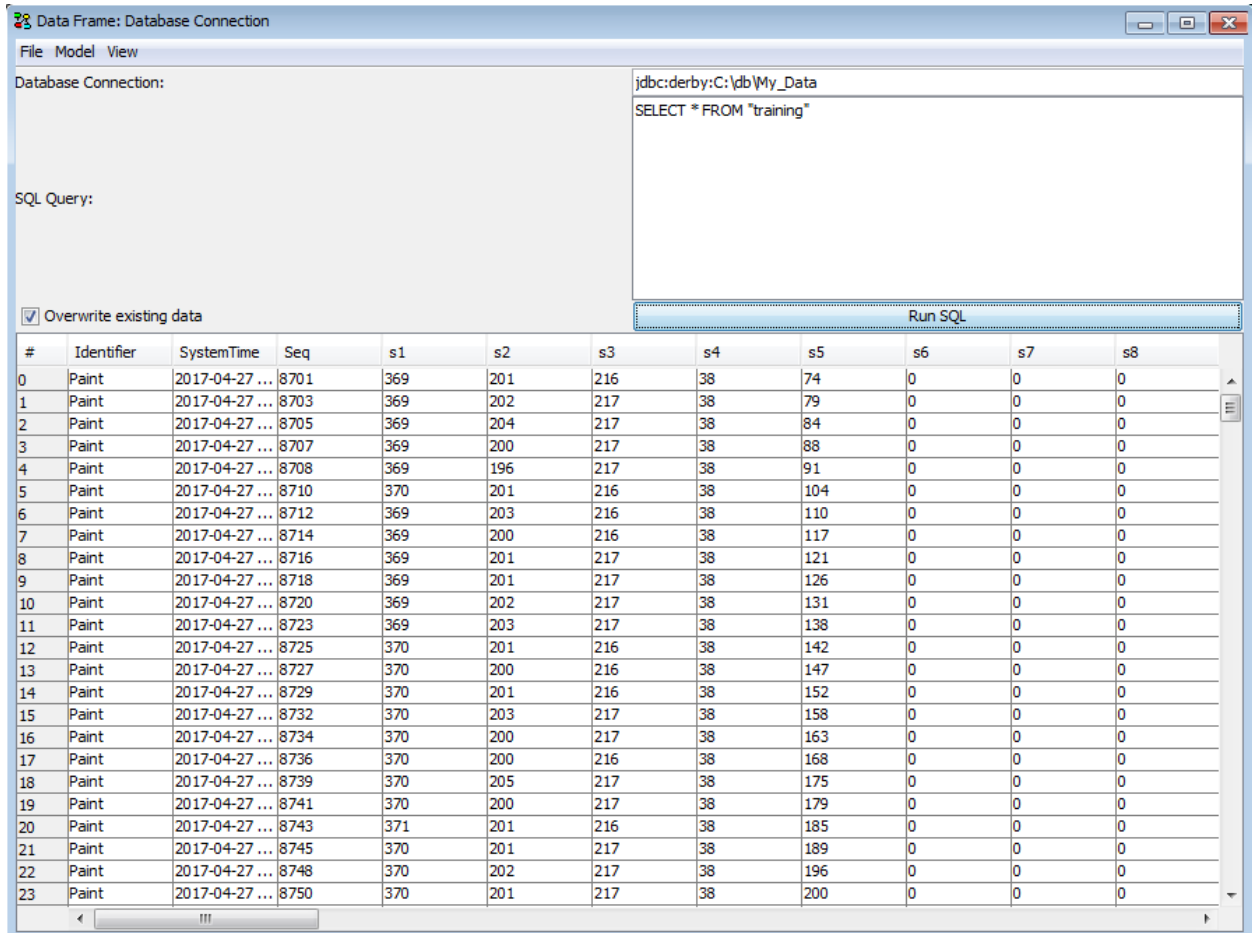 Data Frame: Database Connection
File Model View
Database Connection: jdbc:derby:C:\db\My_Data
SELECT * FROM "training"
SQL Query:
Overwrite existing data Run SQL
# Identifier SystemTime Seq s1 s2 s3 s4 s5 s6 s7 s8
0 Paint 2017-04-27 ... 8701 369 201 216 38 74 0 0 0
1 Paint 2017-04-27 ... 8703 369 202 217 38 79 0 0 0
2 Paint 2017-04-27 ... 8705 369 204 217 38 84 0 0 0
3 Paint 2017-04-27 ... 8707 369 200 217 38 88 0 0 0
4 Paint 2017-04-27 ... 8708 369 196 217 38 91 0 0 0
5 Paint 2017-04-27 ... 8710 370 201 216 38 104 0 0 0
6 Paint 2017-04-27 ... 8712 369 203 216 38 110 0 0 0
7 Paint 2017-04-27 ... 8714 369 200 216 38 117 0 0 0
8 Paint 2017-04-27 ... 8716 369 201 217 38 121 0 0 0
9 Paint 2017-04-27 ... 8718 369 201 217 38 126 0 0 0
10 Paint 2017-04-27 ... 8720 369 202 217 38 131 0 0 0
11 Paint 2017-04-27 ... 8723 369 203 217 38 138 0 0 0
12 Paint 2017-04-27 ... 8725 370 201 216 38 142 0 0 0
13 Paint 2017-04-27 ... 8727 370 200 216 38 147 0 0 0
14 Paint 2017-04-27 ... 8729 370 201 216 38 152 0 0 0
15 Paint 2017-04-27 ... 8732 370 203 217 38 158 0 0 0
16 Paint 2017-04-27 ... 8734 370 200 217 38 163 0 0 0
17 Paint 2017-04-27 ... 8736 370 200 216 38 168 0 0 0
18 Paint 2017-04-27 ... 8739 370 205 217 38 175 0 0 0
19 Paint 2017-04-27 ... 8741 370 200 217 38 179 0 0 0
20 Paint 2017-04-27 ... 8743 371 201 216 38 185 0 0 0
21 Paint 2017-04-27 ... 8745 370 201 217 38 189 0 0 0
22 Paint 2017-04-27 ... 8748 370 202 217 38 196 0 0 0
23 Paint 2017-04-27 ... 8750 370 201 217 38 200 0 0 0